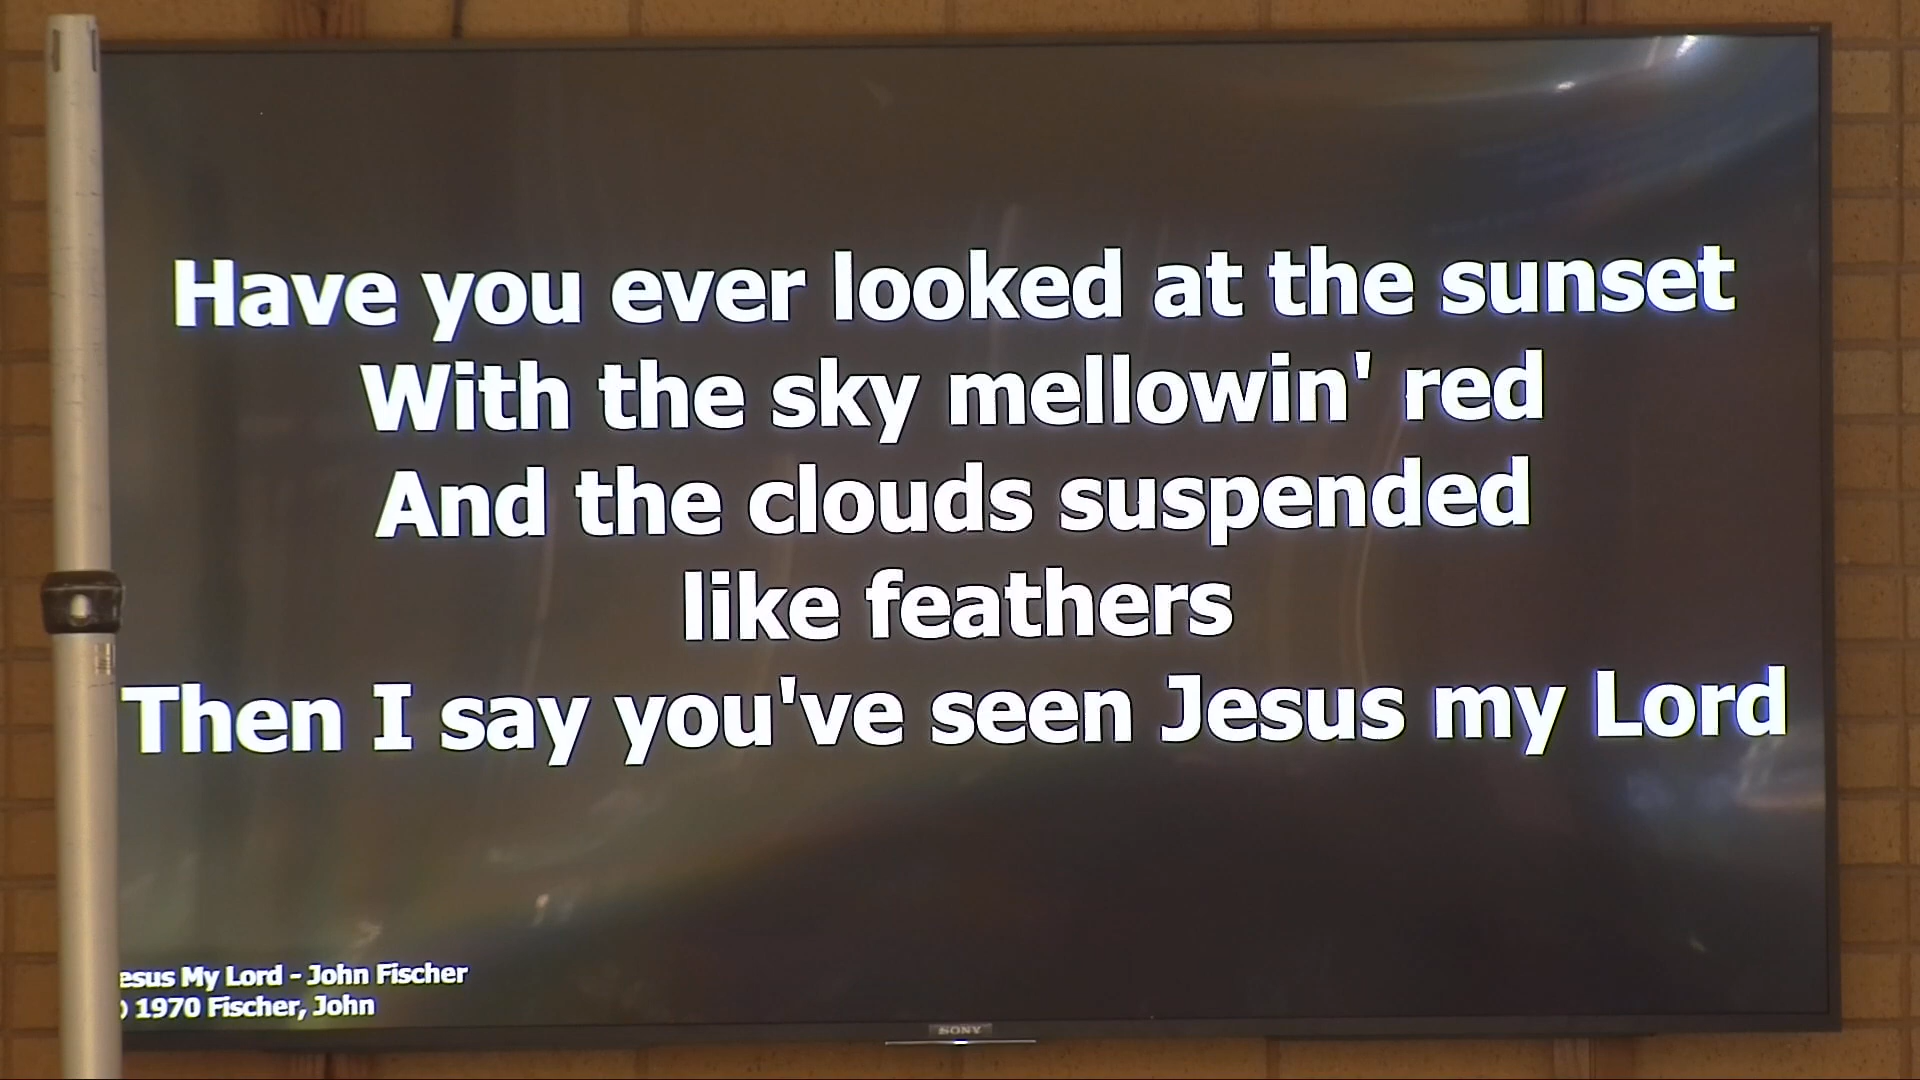 Have you ever looked at the sunset
With the sky mellowin' red
And the clouds suspended
like feathers
Then I say you've seen Jesus my Lord
esus My Lord - John Fischer
1970 Fischer, John
SONY